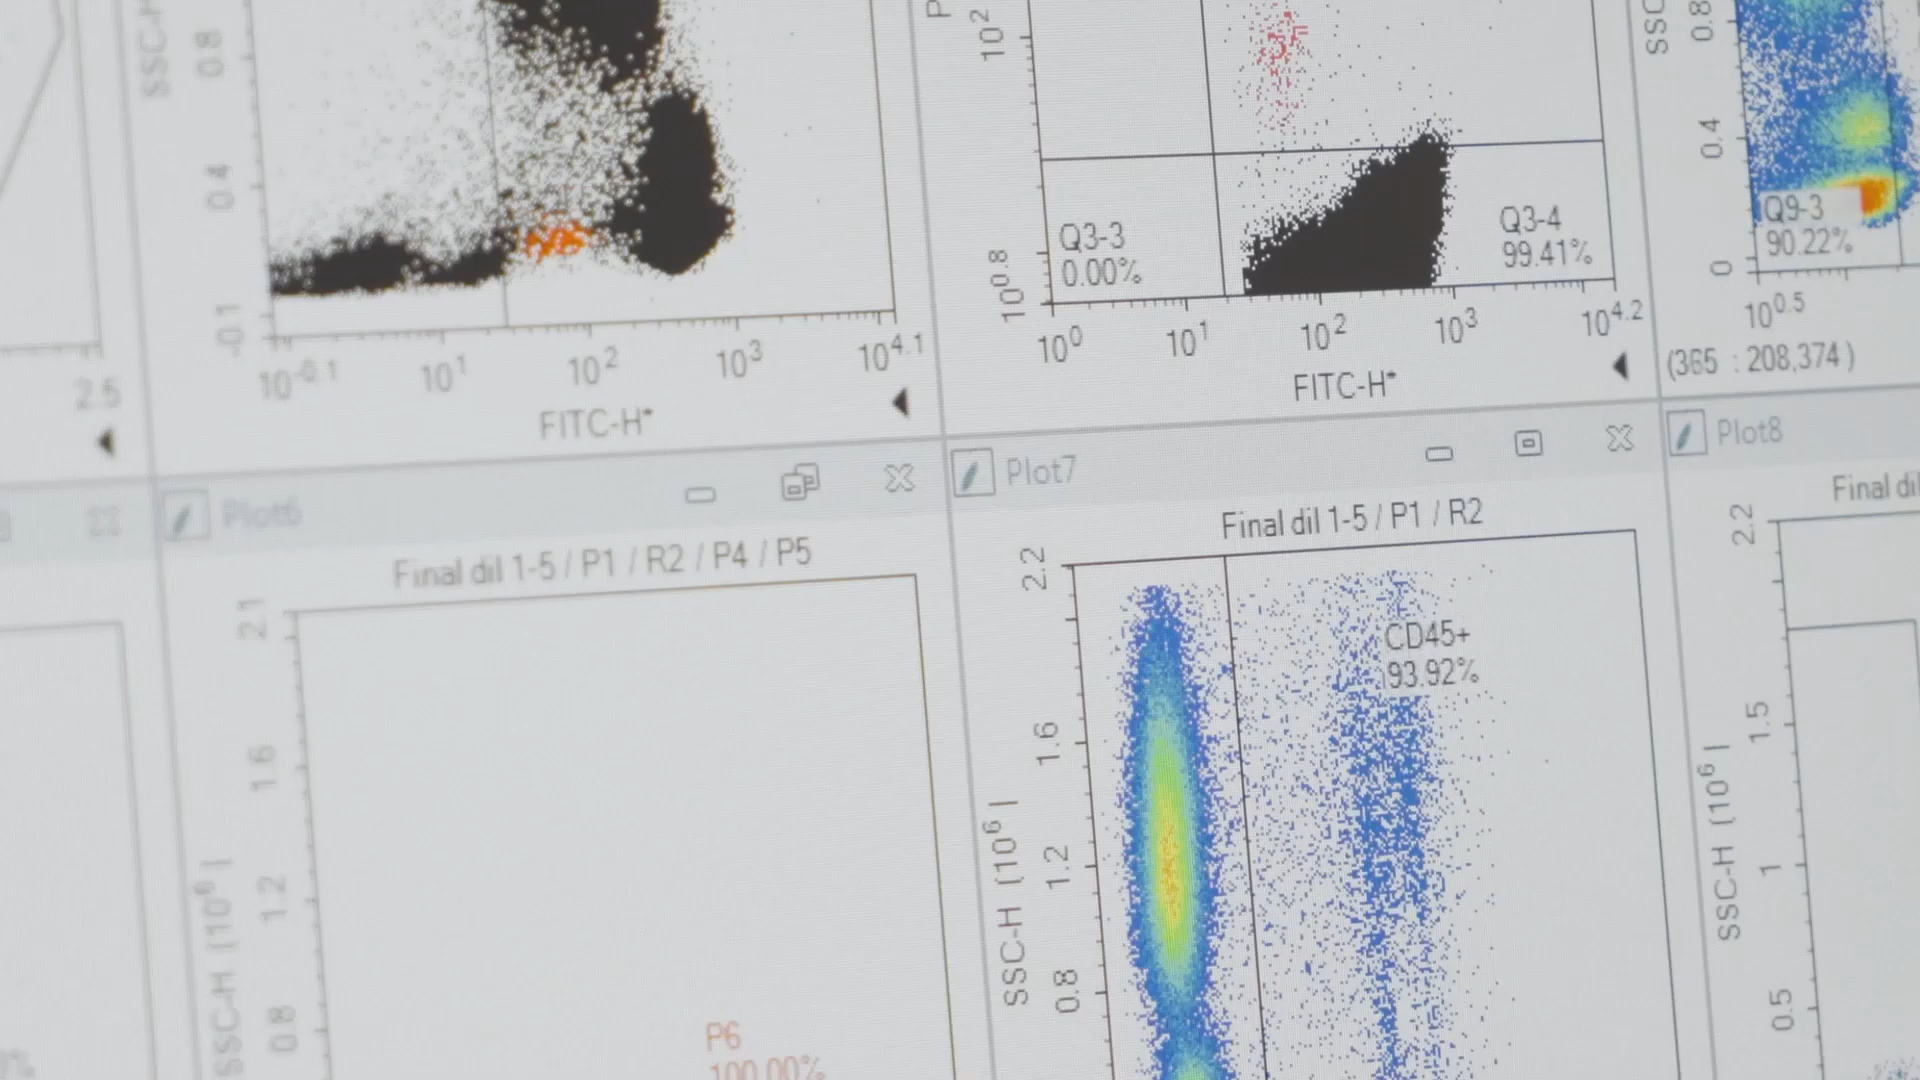 SSC-H
0.8
0.4
-0.1
10^-0.1
10^1
10^2
10^3
10^4.1
FITC-H*
2.5
P
10^2
10^0.8
Q3-3
0.00%
Q3-4
99.41%
10^0
10^1
10^2
10^3
10^4.2
FITC-H*
SSC
0.8
0.4
0
Q9-3
90.22%
10^0.5
(365 : 208,374)
Plot6
Final dil 1-5 / P1 / R2 / P4 / P5
2.1
1.6
1.2
0.8
SSC-H (10^6)
P6
100.00%
Plot7
Final dil 1-5 / P1 / R2
2.2
1.6
1.2
0.8
SSC-H (10^6)
CD45+
93.92%
Plot8
Final dil
2.2
1.5
1
0.5
SSC-H (10^6)